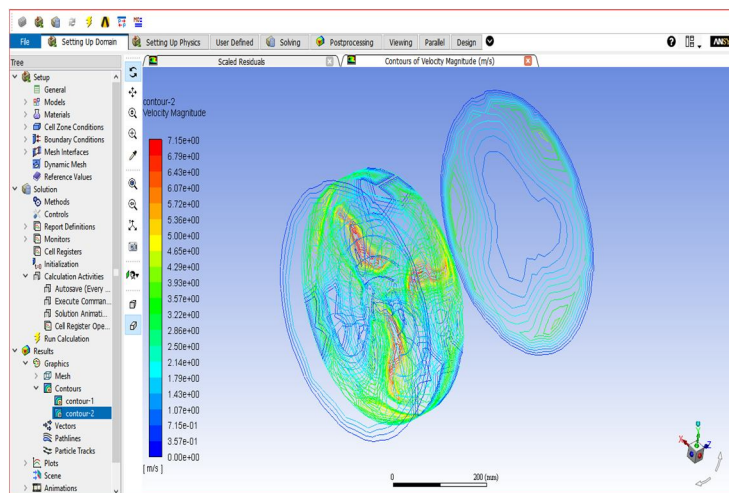 File
Setting Up Domain
Setting Up Physics
User Defined
Solving
Postprocessing
Viewing
Parallel
Design
ANSY
Tree
Setup
General
Models
Materials
Cell Zone Conditions
Boundary Conditions
Mesh Interfaces
Dynamic Mesh
Reference Values
Solution
Methods
Controls
Report Definitions
Monitors
Cell Registers
Initialization
Calculation Activities
Autosave (Every ...
Execute Comman...
Solution Animati...
Cell Register Ope...
Run Calculation
Results
Graphics
Mesh
Contours
contour-1
contour-2
Vectors
Pathlines
Particle Tracks
Plots
Scene
Animations
Scaled Residuals
Contours of Velocity Magnitude (m/s)
contour-2
Velocity Magnitude
7.15e+00
6.79e+00
6.43e+00
6.07e+00
5.72e+00
5.36e+00
5.00e+00
4.65e+00
4.29e+00
3.93e+00
3.57e+00
3.22e+00
2.86e+00
2.50e+00
2.14e+00
1.79e+00
1.43e+00
1.07e+00
7.15e-01
3.57e-01
0.00e+00
[ m/s ]
0 200 (mm)
X
Z